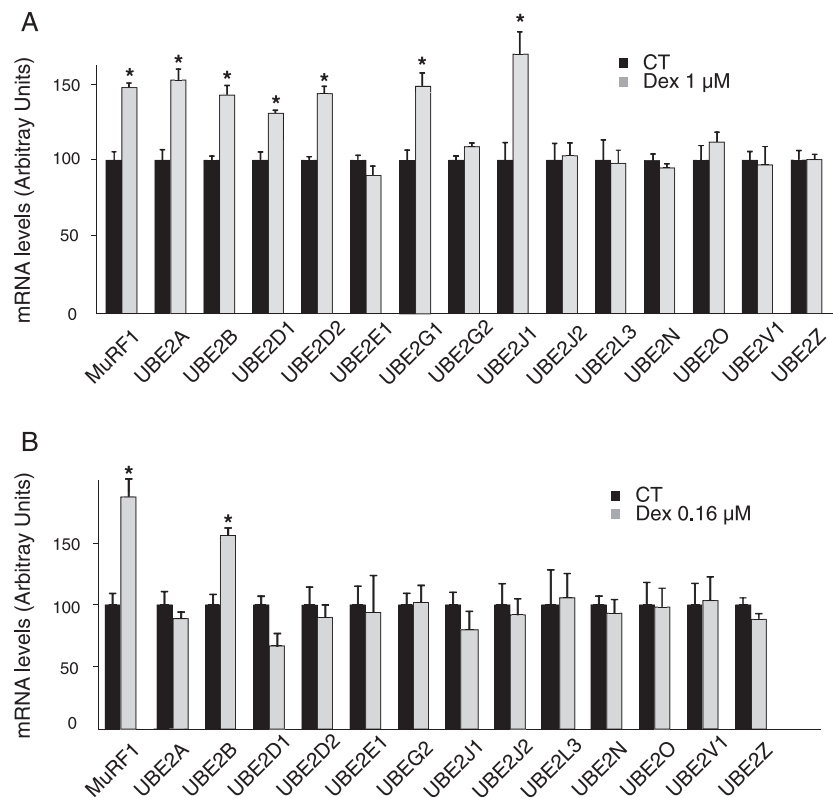 A
mRNA levels (Arbitray Units)
150
100
50
0
* * * * * * *
CT
Dex 1 µM
MuRF1 UBE2A UBE2B UBE2D1 UBE2D2 UBE2E1 UBE2G1 UBE2G2 UBE2J1 UBE2J2 UBE2L3 UBE2N UBE2O UBE2V1 UBE2Z
B
mRNA levels (Arbitray Units)
150
100
50
0
* *
CT
Dex 0.16 µM
MuRF1 UBE2A UBE2B UBE2D1 UBE2D2 UBE2E1 UBEG2 UBE2J1 UBE2J2 UBE2L3 UBE2N UBE2O UBE2V1 UBE2Z